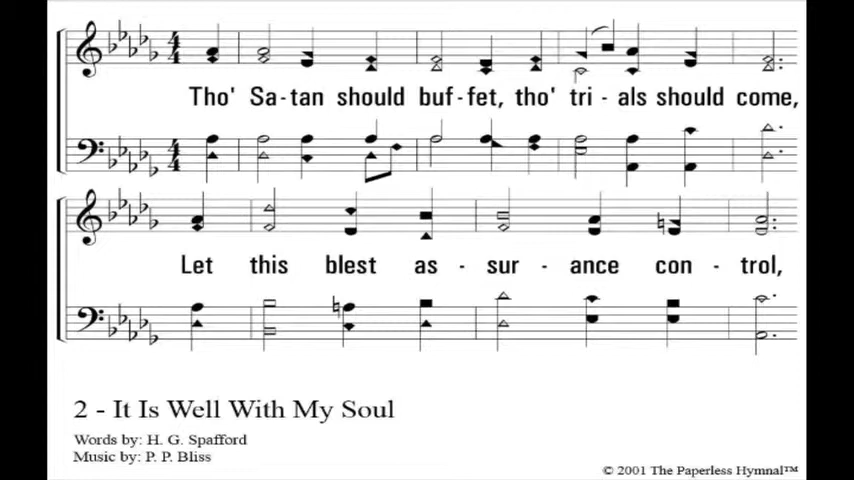 Tho' Sa-tan should buf-fet, tho' tri-als should come,
Let this blest as-sur-ance con-trol,
2 - It Is Well With My Soul
Words by: H. G. Spafford
Music by: P. P. Bliss
© 2001 The Paperless Hymnal™